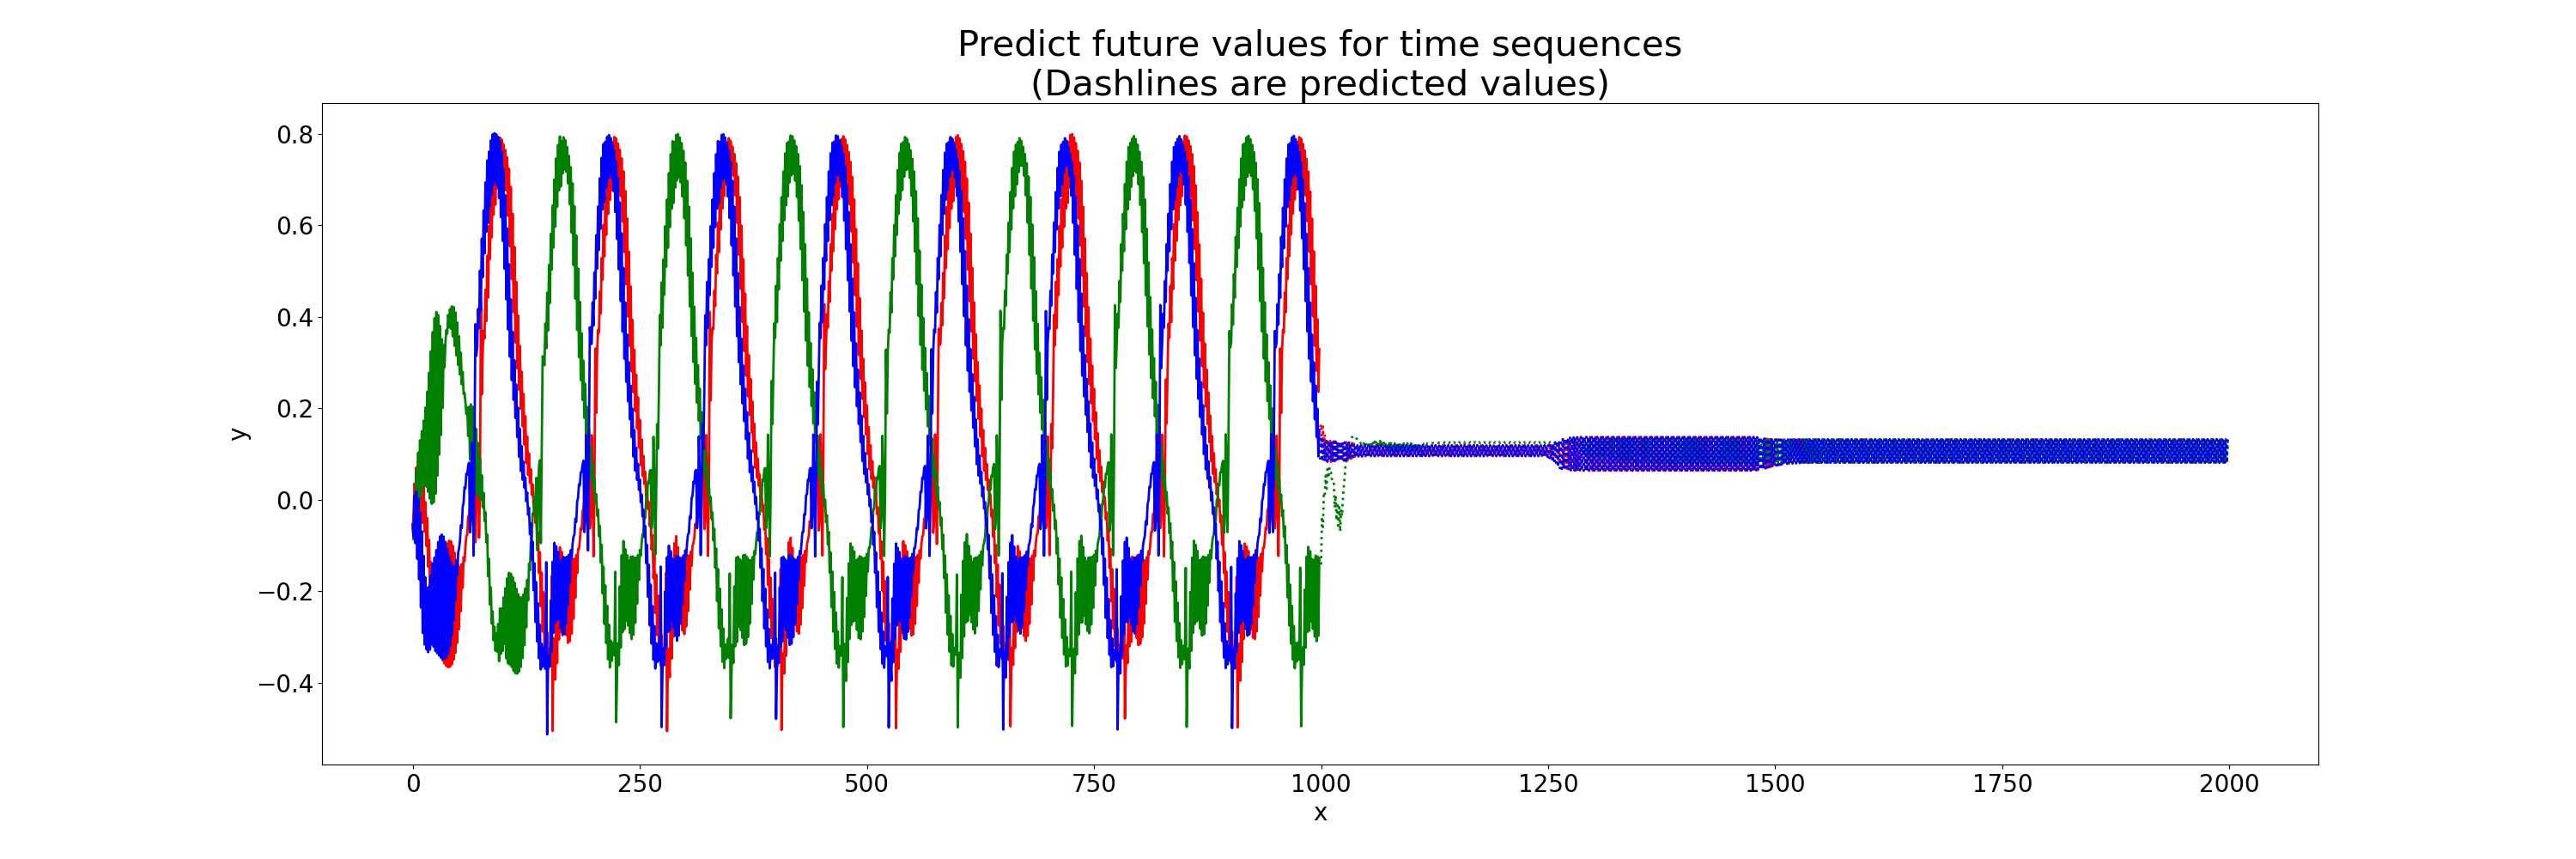 Predict future values for time sequences
(Dashlines are predicted values)
0.8
0.6
0.4
0.2
0.0
−0.2
−0.4
y
0 250 500 750 1000 1250 1500 1750 2000
x